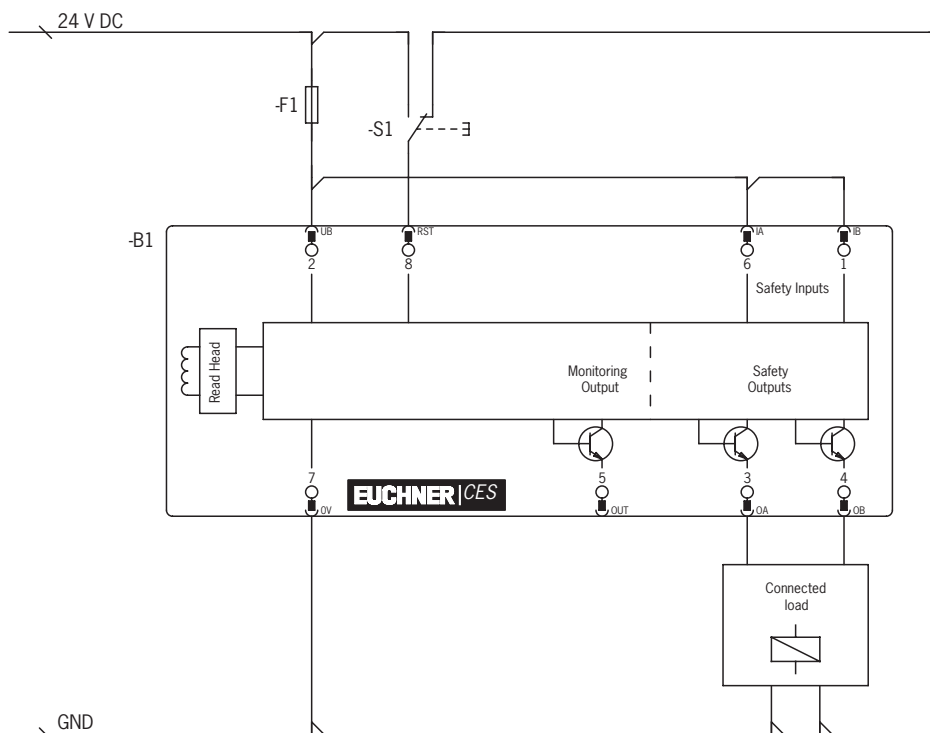 24 V DC
-F1
-S1
-B1
UB
RST
IA
IB
2
8
6
1
Safety Inputs
Read Head
Monitoring
Output
Safety
Outputs
7
5
3
4
EUCHNER|CES
0V
OUT
OA
OB
Connected
load
GND